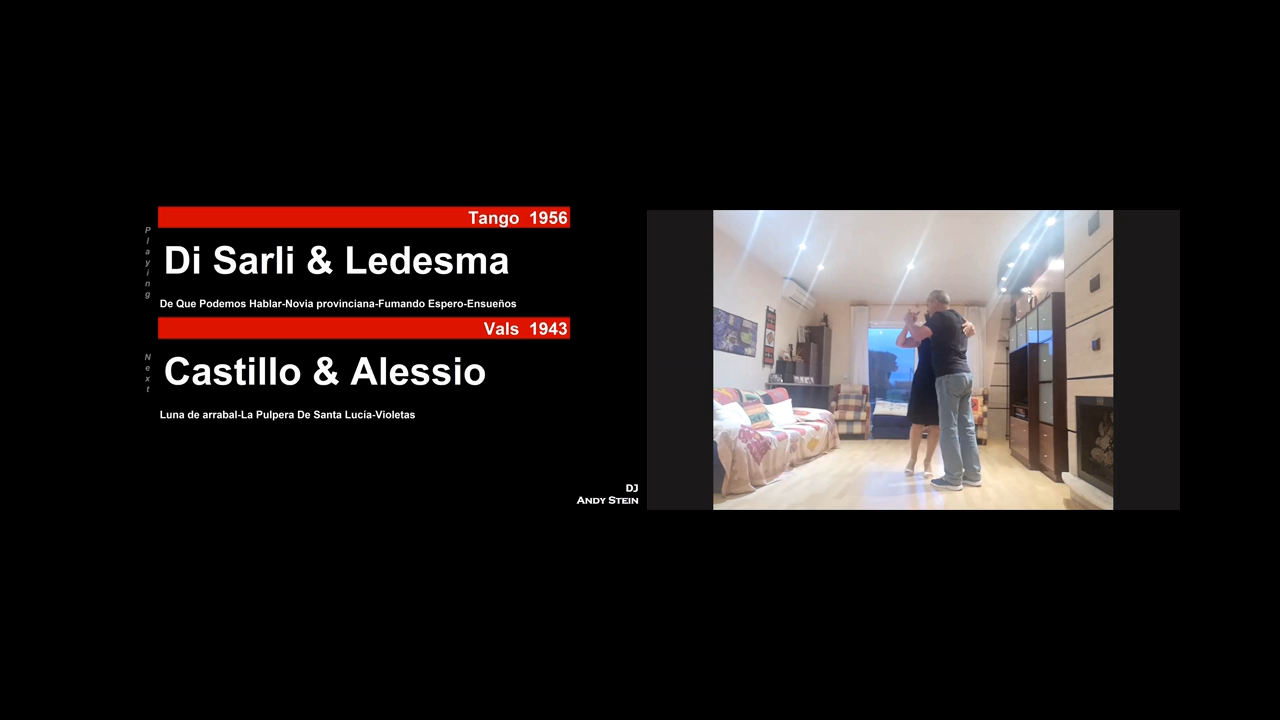 Playing
Tango 1956
Di Sarli & Ledesma
De Que Podemos Hablar-Novia provinciana-Fumando Espero-Ensueños
Next
Vals 1943
Castillo & Alessio
Luna de arrabal-La Pulpera De Santa Lucía-Violetas
DJ
ANDY STEIN